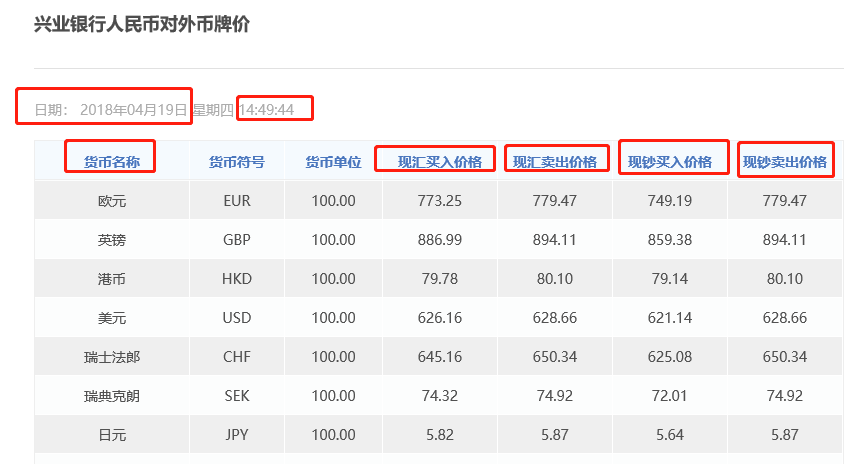 兴业银行人民币对外币牌价
日期： 2018年04月19日 星期四 14:49:44
货币名称 货币符号 货币单位 现汇买入价格 现汇卖出价格 现钞买入价格 现钞卖出价格
欧元 EUR 100.00 773.25 779.47 749.19 779.47
英镑 GBP 100.00 886.99 894.11 859.38 894.11
港币 HKD 100.00 79.78 80.10 79.14 80.10
美元 USD 100.00 626.16 628.66 621.14 628.66
瑞士法郎 CHF 100.00 645.16 650.34 625.08 650.34
瑞典克朗 SEK 100.00 74.32 74.92 72.01 74.92
日元 JPY 100.00 5.82 5.87 5.64 5.87